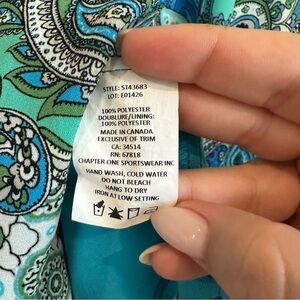 STYLE: ST43683
LOT: E01426
100% POLYESTER
DOUBLURE/LINING:
100% POLYESTER
MADE IN CANADA
EXCLUSIVE OF TRIM
CA: 34514
RN: 67818
CHAPTER ONE SPORTSWEAR INC
HAND WASH, COLD WATER
DO NOT BLEACH
HANG TO DRY
IRON AT LOW SETTING